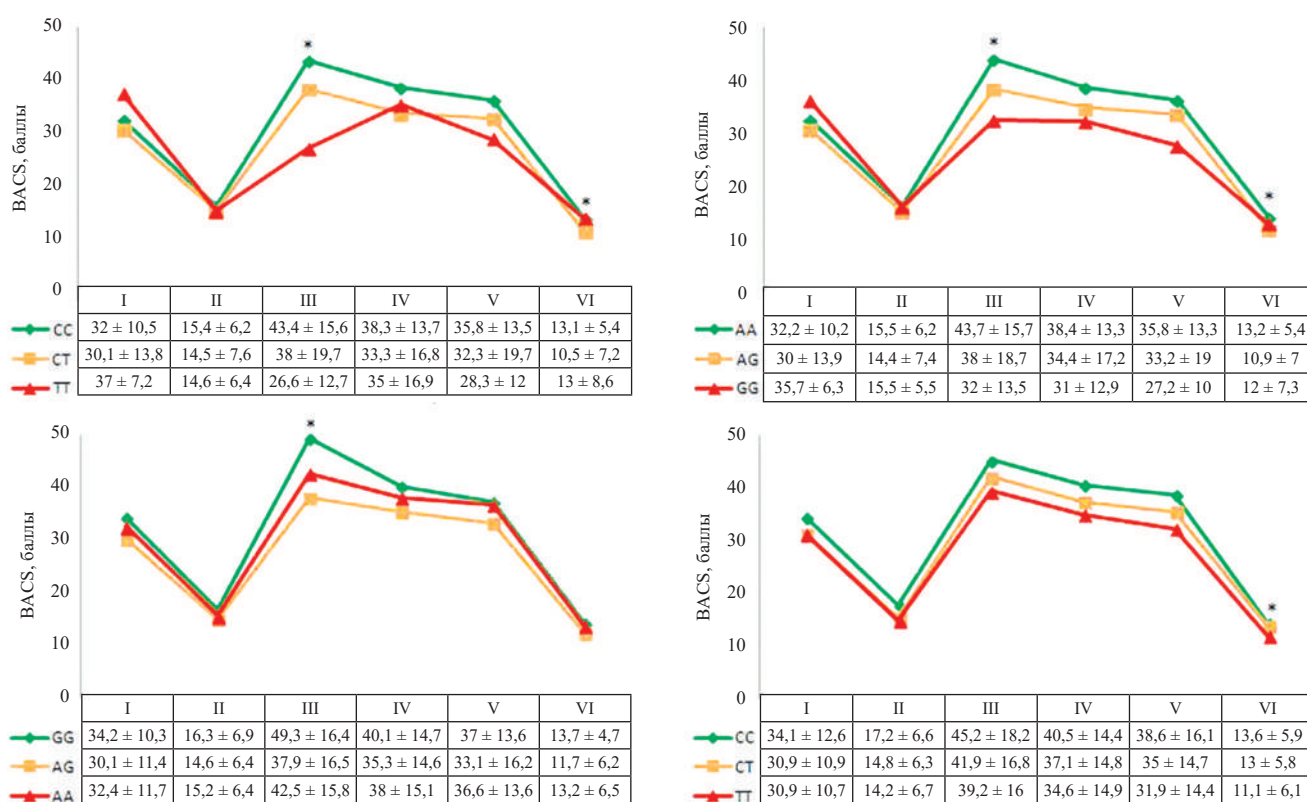 50
40
30
20
10
0
BACS, баллы
*
*
I II III IV V VI
CC 32 ± 10,5 15,4 ± 6,2 43,4 ± 15,6 38,3 ± 13,7 35,8 ± 13,5 13,1 ± 5,4
CT 30,1 ± 13,8 14,5 ± 7,6 38 ± 19,7 33,3 ± 16,8 32,3 ± 19,7 10,5 ± 7,2
TT 37 ± 7,2 14,6 ± 6,4 26,6 ± 12,7 35 ± 16,9 28,3 ± 12 13 ± 8,6
50
40
30
20
10
0
BACS, баллы
*
*
I II III IV V VI
AA 32,2 ± 10,2 15,5 ± 6,2 43,7 ± 15,7 38,4 ± 13,3 35,8 ± 13,3 13,2 ± 5,4
AG 30 ± 13,9 14,4 ± 7,4 38 ± 18,7 34,4 ± 17,2 33,2 ± 19 10,9 ± 7
GG 35,7 ± 6,3 15,5 ± 5,5 32 ± 13,5 31 ± 12,9 27,2 ± 10 12 ± 7,3
50
40
30
20
10
0
BACS, баллы
*
I II III IV V VI
GG 34,2 ± 10,3 16,3 ± 6,9 49,3 ± 16,4 40,1 ± 14,7 37 ± 13,6 13,7 ± 4,7
AG 30,1 ± 11,4 14,6 ± 6,4 37,9 ± 16,5 35,3 ± 14,6 33,1 ± 16,2 11,7 ± 6,2
AA 32,4 ± 11,7 15,2 ± 6,4 42,5 ± 15,8 38 ± 15,1 36,6 ± 13,6 13,2 ± 6,5
50
40
30
20
10
0
BACS, баллы
*
I II III IV V VI
CC 34,1 ± 12,6 17,2 ± 6,6 45,2 ± 18,2 40,5 ± 14,4 38,6 ± 16,1 13,6 ± 5,9
CT 30,9 ± 10,9 14,8 ± 6,3 41,9 ± 16,8 37,1 ± 14,8 35 ± 14,7 13 ± 5,8
TT 30,9 ± 10,7 14,2 ± 6,7 39,2 ± 16 34,6 ± 14,9 31,9 ± 14,4 11,1 ± 6,1